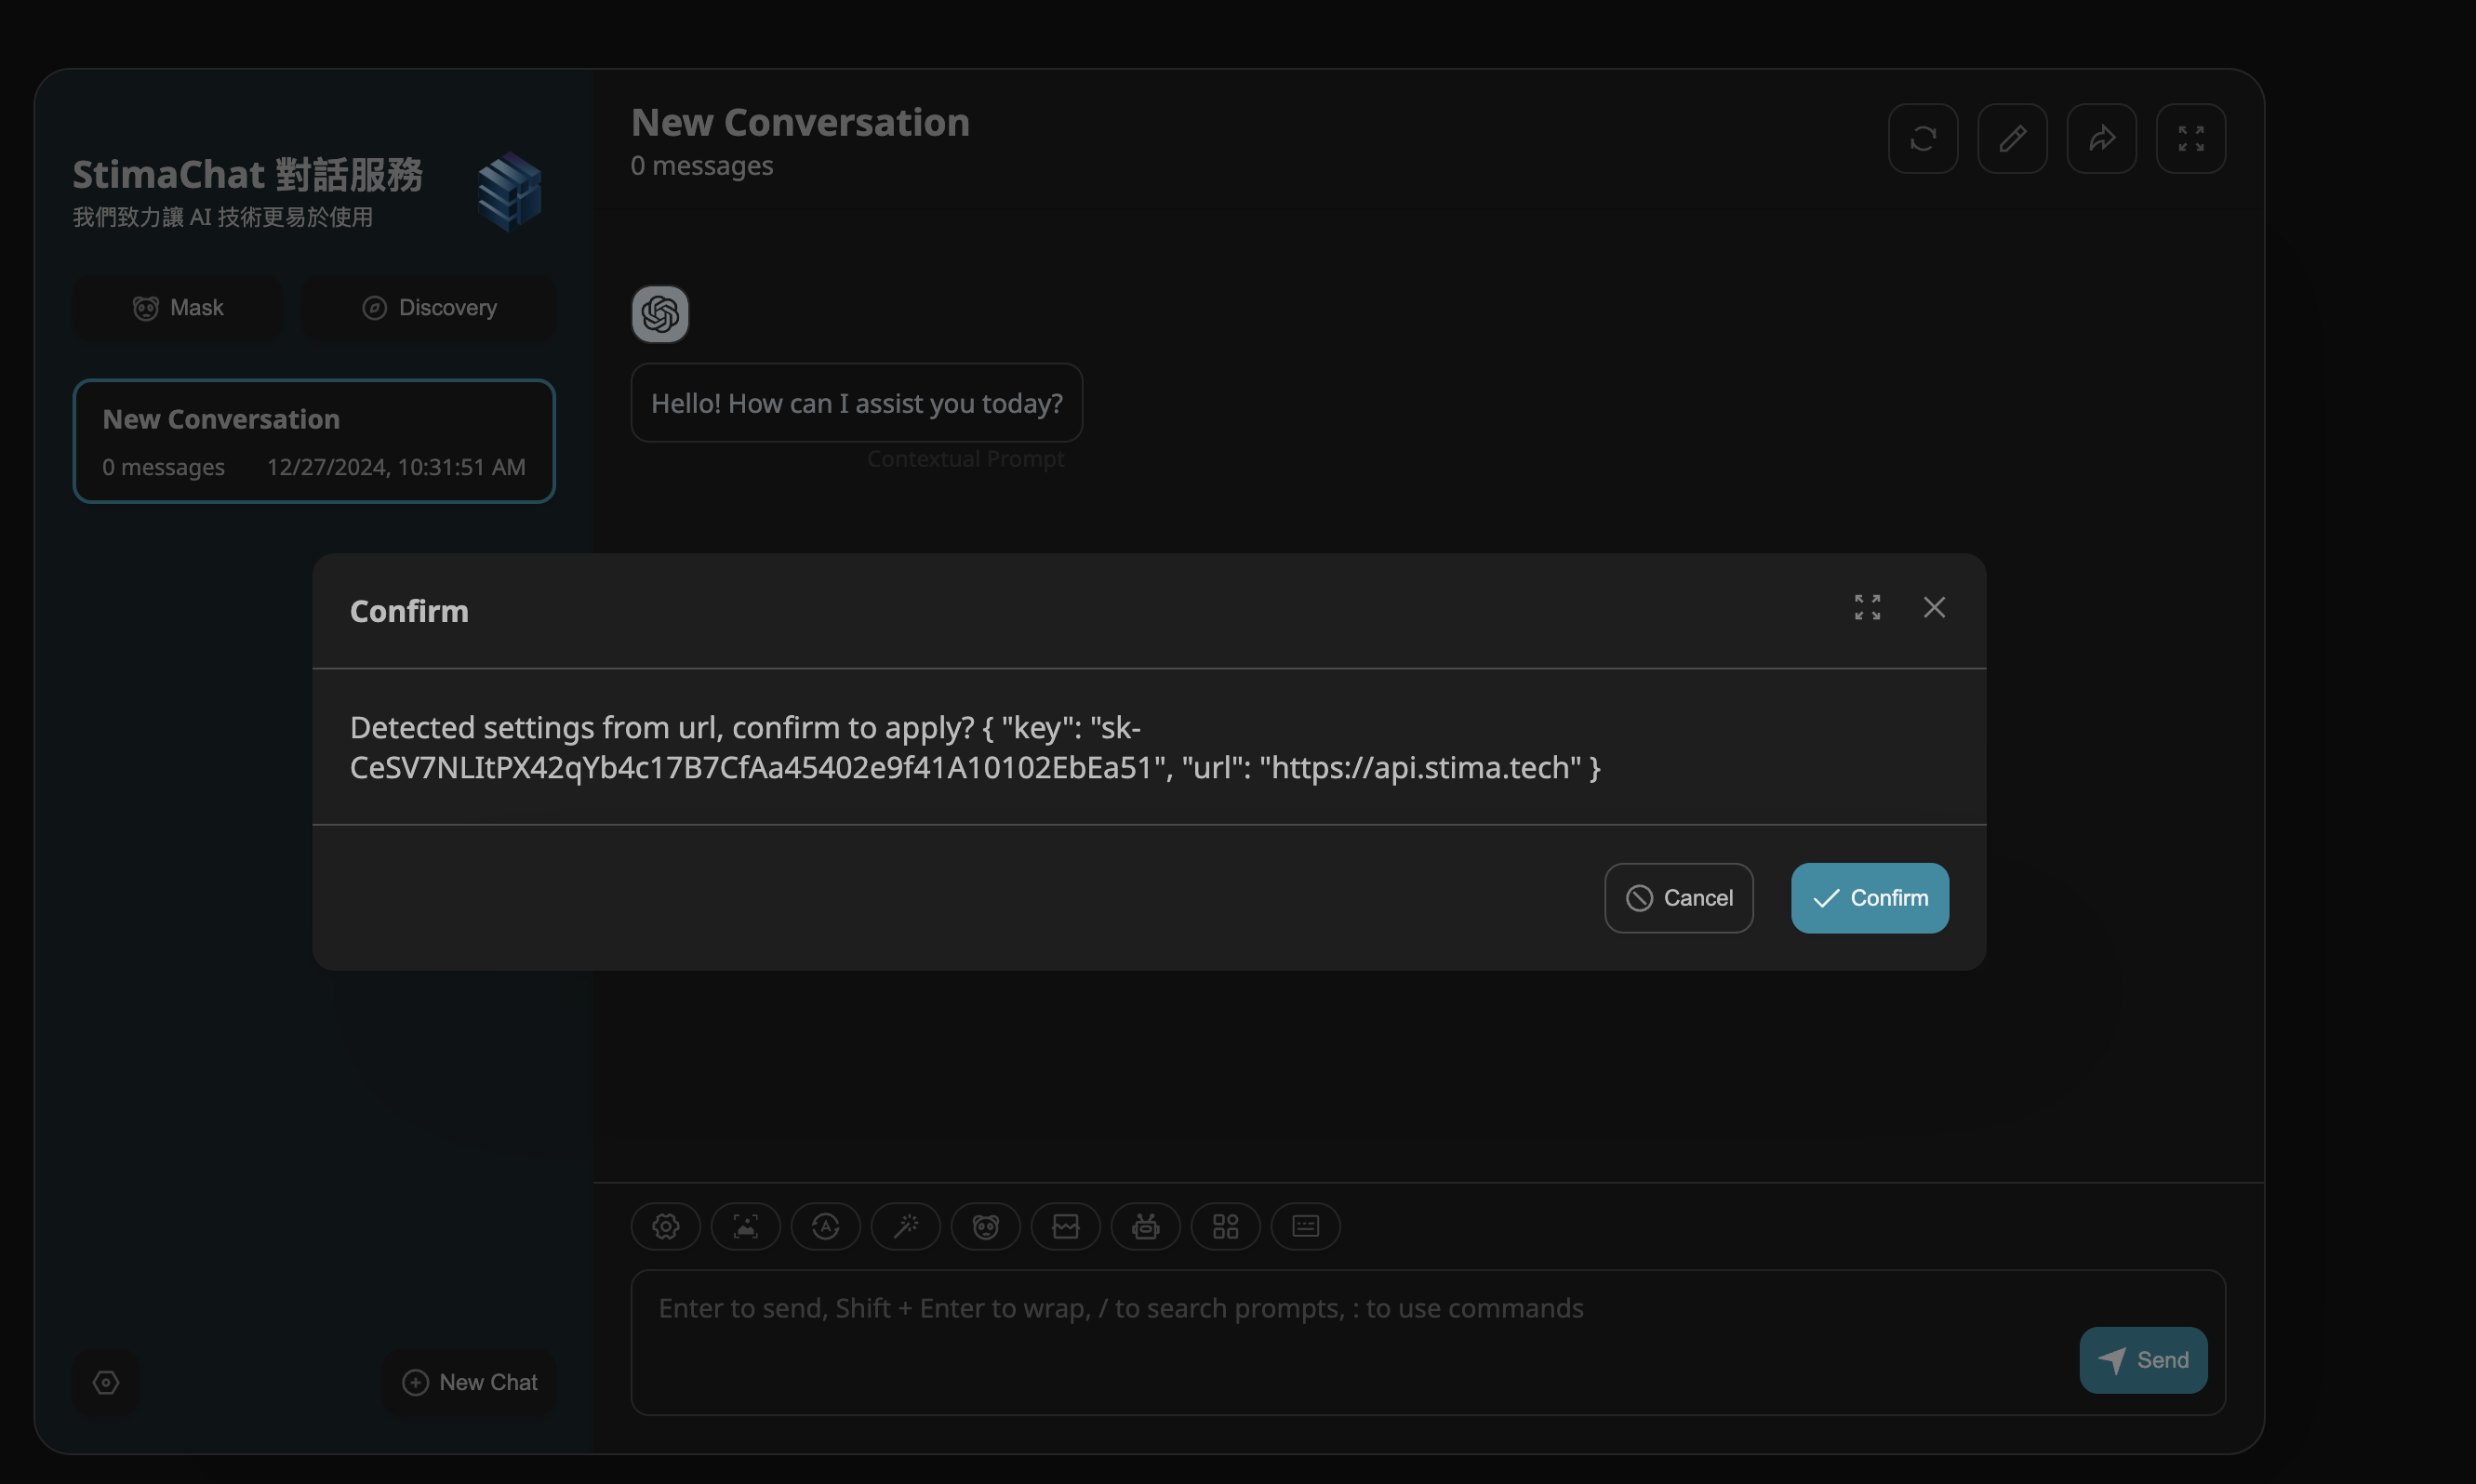 StimaChat 對話服務
我們致力讓 AI 技術更易於使用
Mask
Discovery
New Conversation
0 messages
12/27/2024, 10:31:51 AM
New Conversation
0 messages
Hello! How can I assist you today?
Contextual Prompt
Confirm
Detected settings from url, confirm to apply? { "key": "sk-
CeSV7NLItPX42qYb4c17B7CfAa45402e9f41A10102EbEa51", "url": "https://api.stima.tech" }
Cancel
Confirm
Enter to send, Shift + Enter to wrap, / to search prompts, : to use commands
Send
New Chat